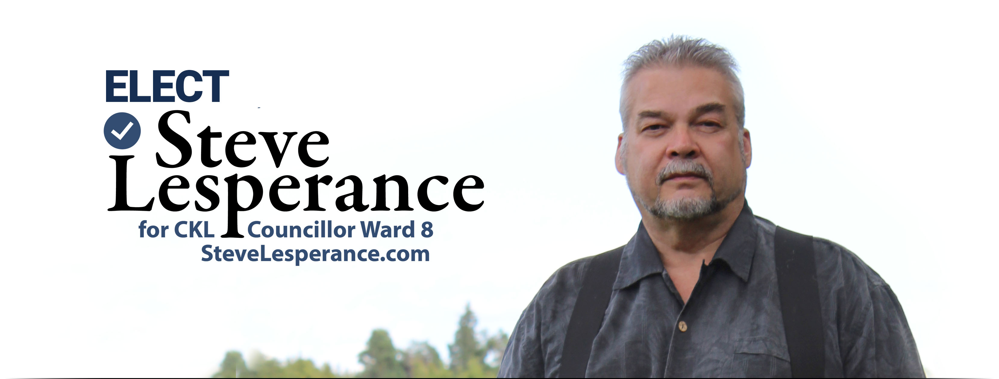 ELECT
Steve
Lesperance
for CKL Councillor Ward 8
SteveLesperance.com